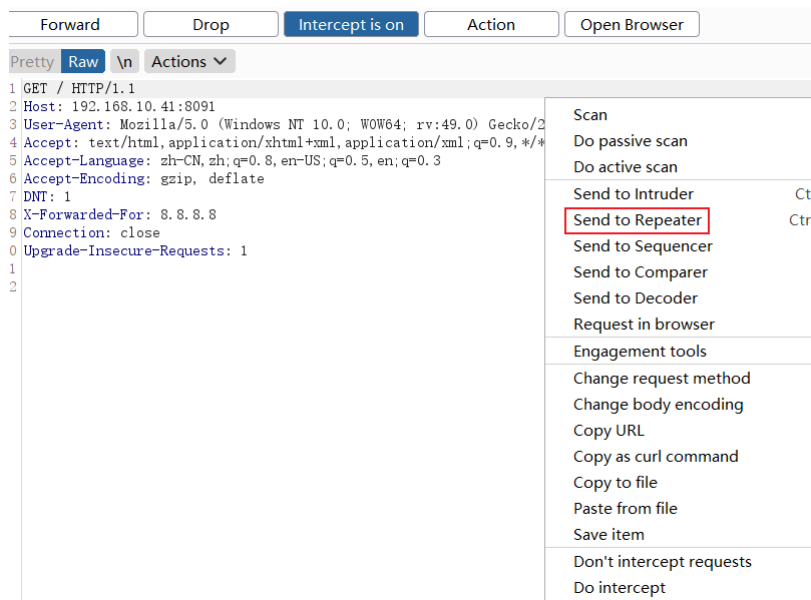 Forward Drop Intercept is on Action Open Browser
Pretty Raw \n Actions
1 GET / HTTP/1.1
2 Host: 192.168.10.41:8091
3 User-Agent: Mozilla/5.0 (Windows NT 10.0; WOW64; rv:49.0) Gecko/2
4 Accept: text/html,application/xhtml+xml,application/xml;q=0.9,*/*
5 Accept-Language: zh-CN,zh;q=0.8,en-US;q=0.5,en;q=0.3
6 Accept-Encoding: gzip, deflate
7 DNT: 1
8 X-Forwarded-For: 8.8.8.8
9 Connection: close
0 Upgrade-Insecure-Requests: 1
1
2
Scan
Do passive scan
Do active scan
Send to Intruder Ct
Send to Repeater Ctr
Send to Sequencer
Send to Comparer
Send to Decoder
Request in browser
Engagement tools
Change request method
Change body encoding
Copy URL
Copy as curl command
Copy to file
Paste from file
Save item
Don't intercept requests
Do intercept